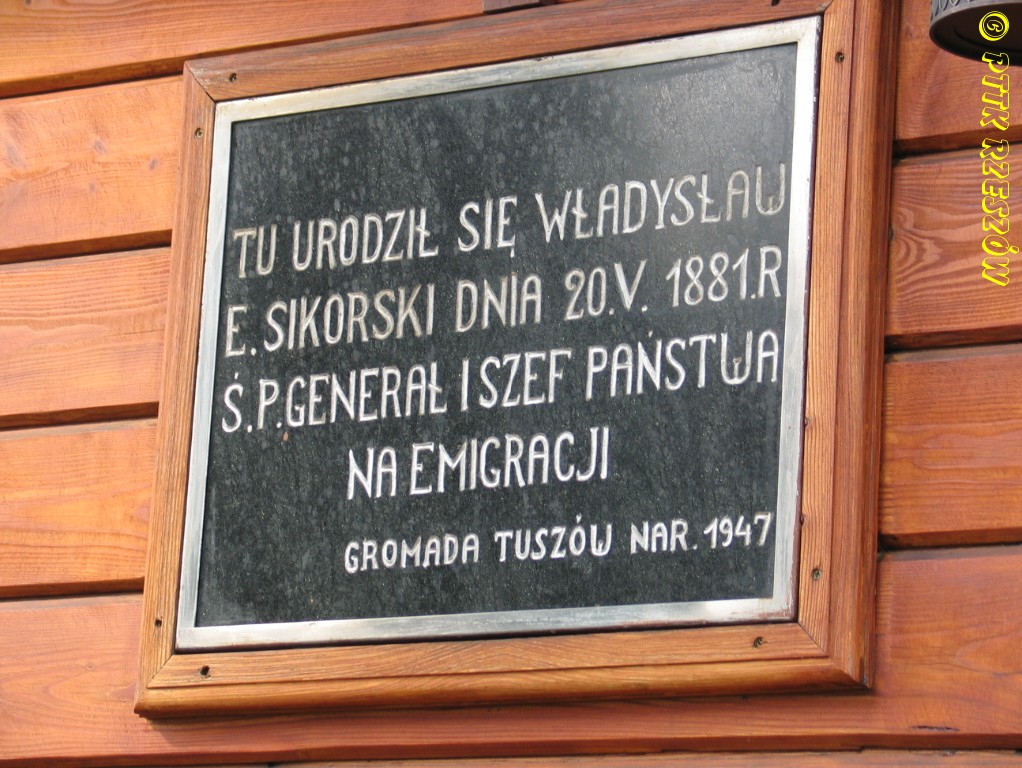 TU URODZIŁ SIĘ WŁADYSŁAW
E. SIKORSKI DNIA 20.V. 1881.R
Ś.P. GENERAŁ I SZEF PAŃSTWA
NA EMIGRACJI
GROMADA TUSZÓW NAR. 1947
© PTTK RZESZÓW